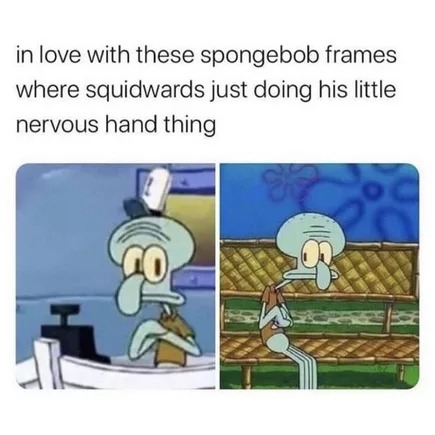 in love with these spongebob frames
where squidwards just doing his little
nervous hand thing